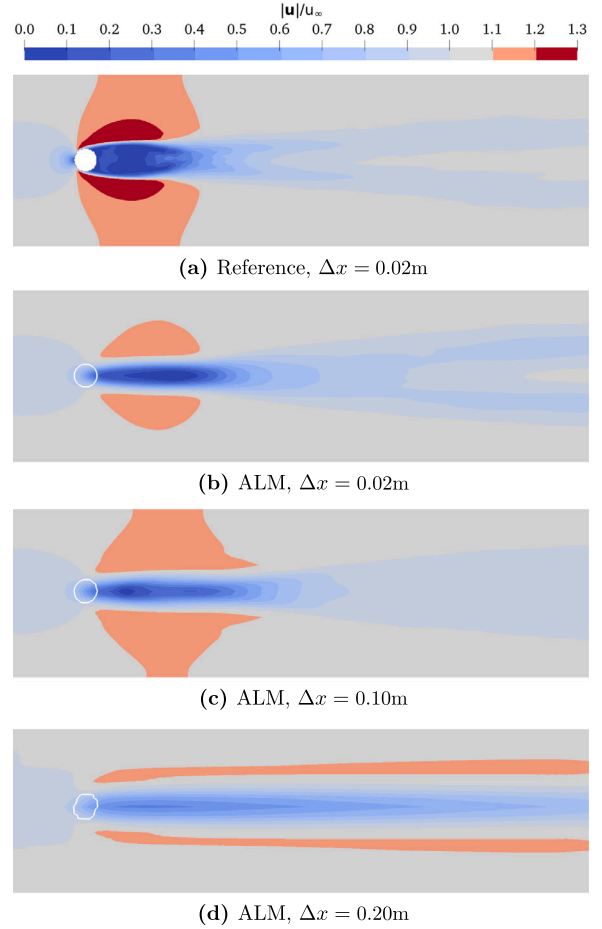 |u|/u∞
0.0 0.1 0.2 0.3 0.4 0.5 0.6 0.7 0.8 0.9 1.0 1.1 1.2 1.3
(a) Reference, Δx = 0.02m
(b) ALM, Δx = 0.02m
(c) ALM, Δx = 0.10m
(d) ALM, Δx = 0.20m